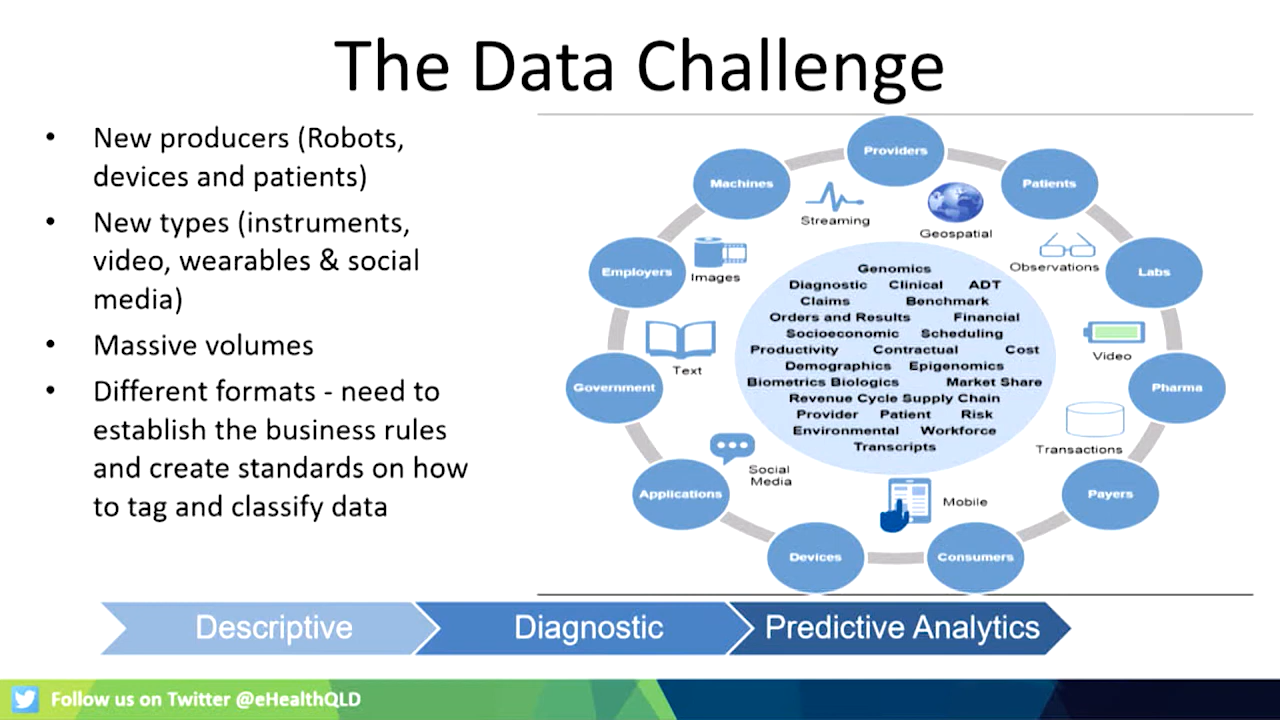 The Data Challenge
• New producers (Robots,
devices and patients)
• New types (instruments,
video, wearables & social
media)
• Massive volumes
• Different formats - need to
establish the business rules
and create standards on how
to tag and classify data
Providers
Machines
Patients
Streaming
Geospatial
Employers
Images
Observations
Labs
Genomics
Diagnostic Clinical ADT
Claims Benchmark
Orders and Results Financial
Socioeconomic Scheduling
Productivity Contractual Cost
Demographics Epigenomics
Biometrics Biologics Market Share
Revenue Cycle Supply Chain
Provider Patient Risk
Environmental Workforce
Transcripts
Text
Video
Government
Pharma
Social
Media
Transactions
Applications
Mobile
Payers
Devices
Consumers
Descriptive
Diagnostic
Predictive Analytics
Follow us on Twitter @eHealthQLD